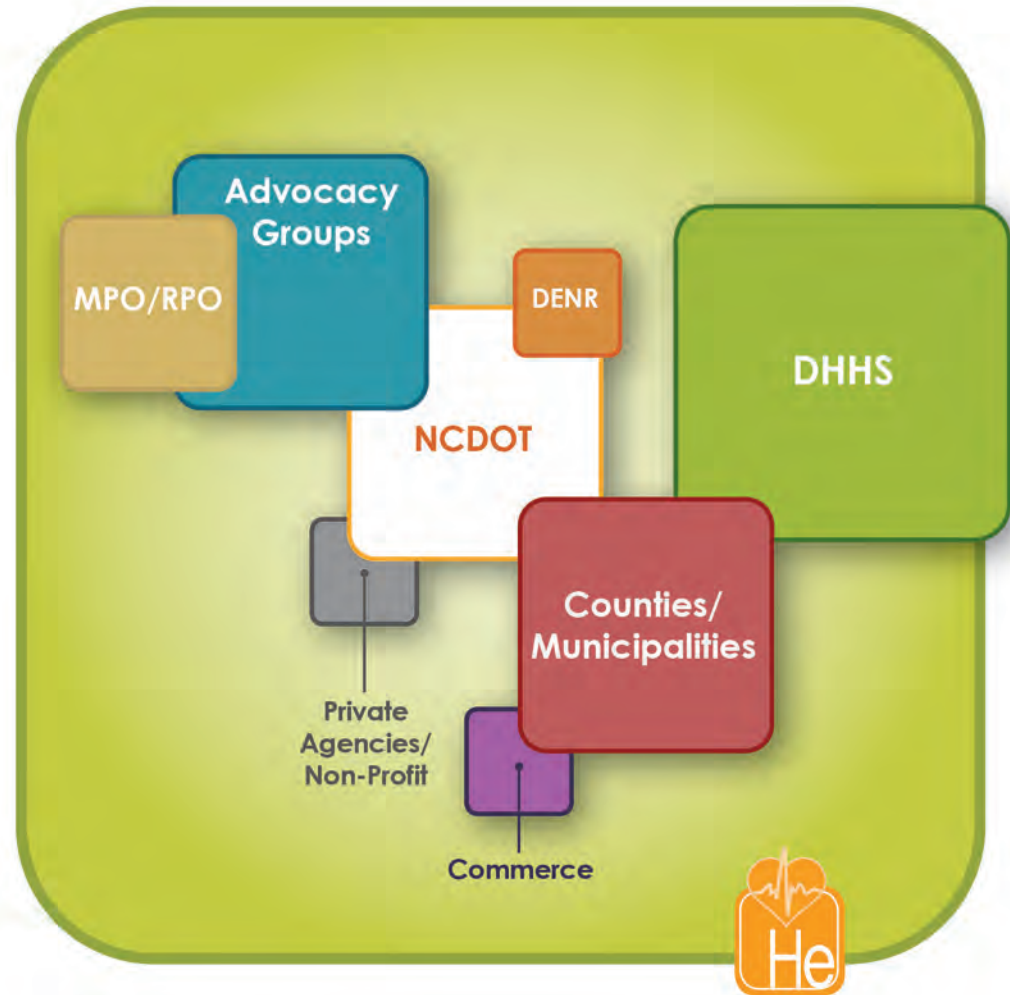 Advocacy
Groups
MPO/RPO
DENR
DHHS
NCDOT
Counties/
Municipalities
Private
Agencies/
Non-Profit
Commerce
He